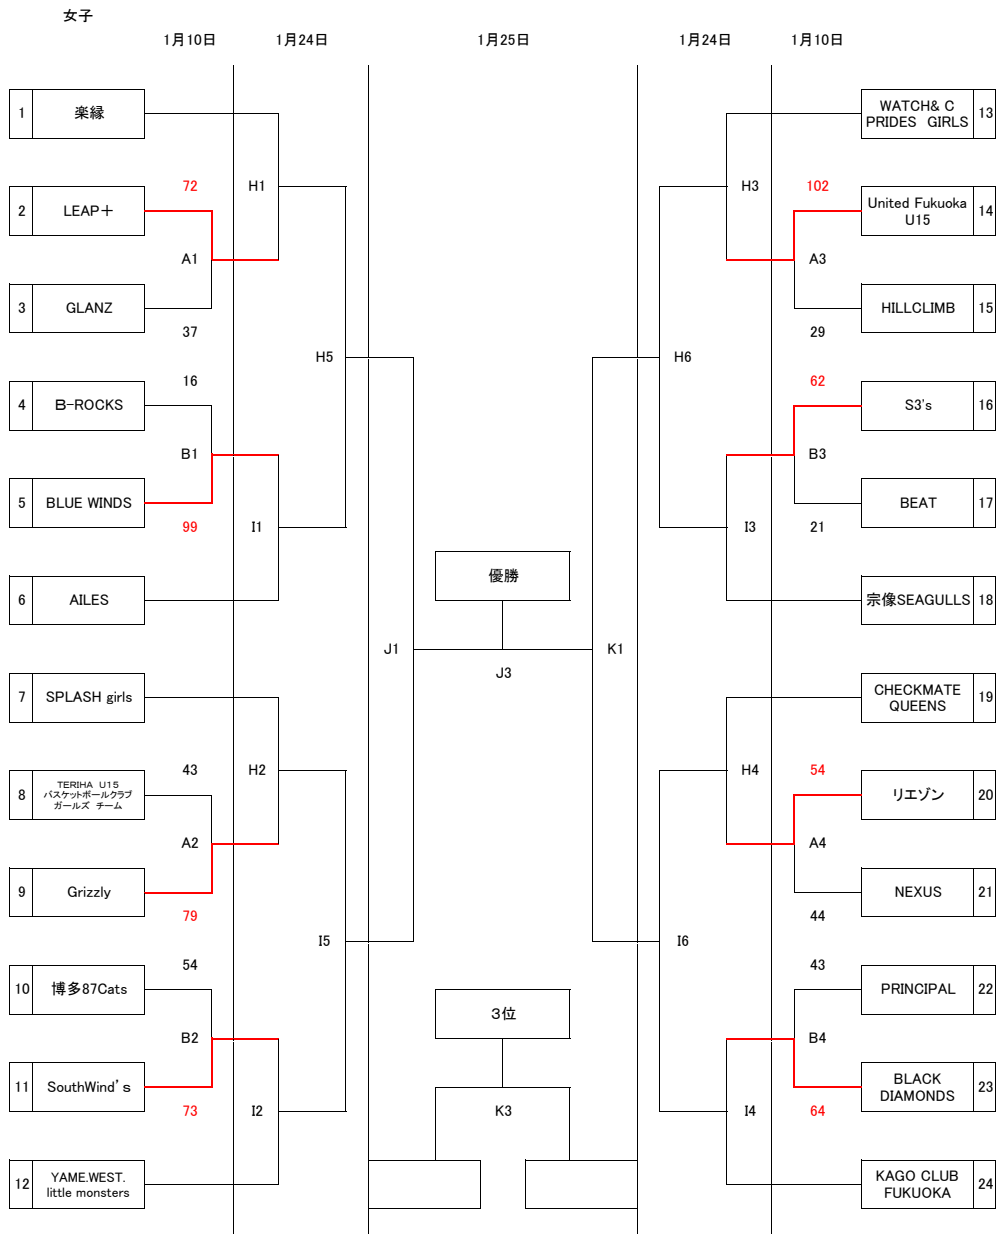 女子
1月10日
1月24日
1月25日
1月24日
1月10日
1 楽縁
72
H1
2 LEAP＋
A1
3 GLANZ
37
H5
16
4 B-ROCKS
B1
5 BLUE WINDS
99
I1
6 AILES
J1
7 SPLASH girls
43
H2
8 TERIHA U15
バスケットボールクラブ
ガールズ チーム
A2
9 Grizzly
79
I5
54
10 博多87Cats
B2
11 SouthWind's
73
I2
12 YAME.WEST.
little monsters
優勝
J3
3位
K3
WATCH& C
PRIDES GIRLS 13
H3
102
United Fukuoka
U15 14
A3
HILLCLIMB 15
29
H6
62
S3's 16
B3
BEAT 17
21
I3
宗像SEAGULLS 18
K1
CHECKMATE
QUEENS 19
H4
54
リエゾン 20
A4
NEXUS 21
44
I6
43
PRINCIPAL 22
B4
BLACK
DIAMONDS 23
64
I4
KAGO CLUB
FUKUOKA 24